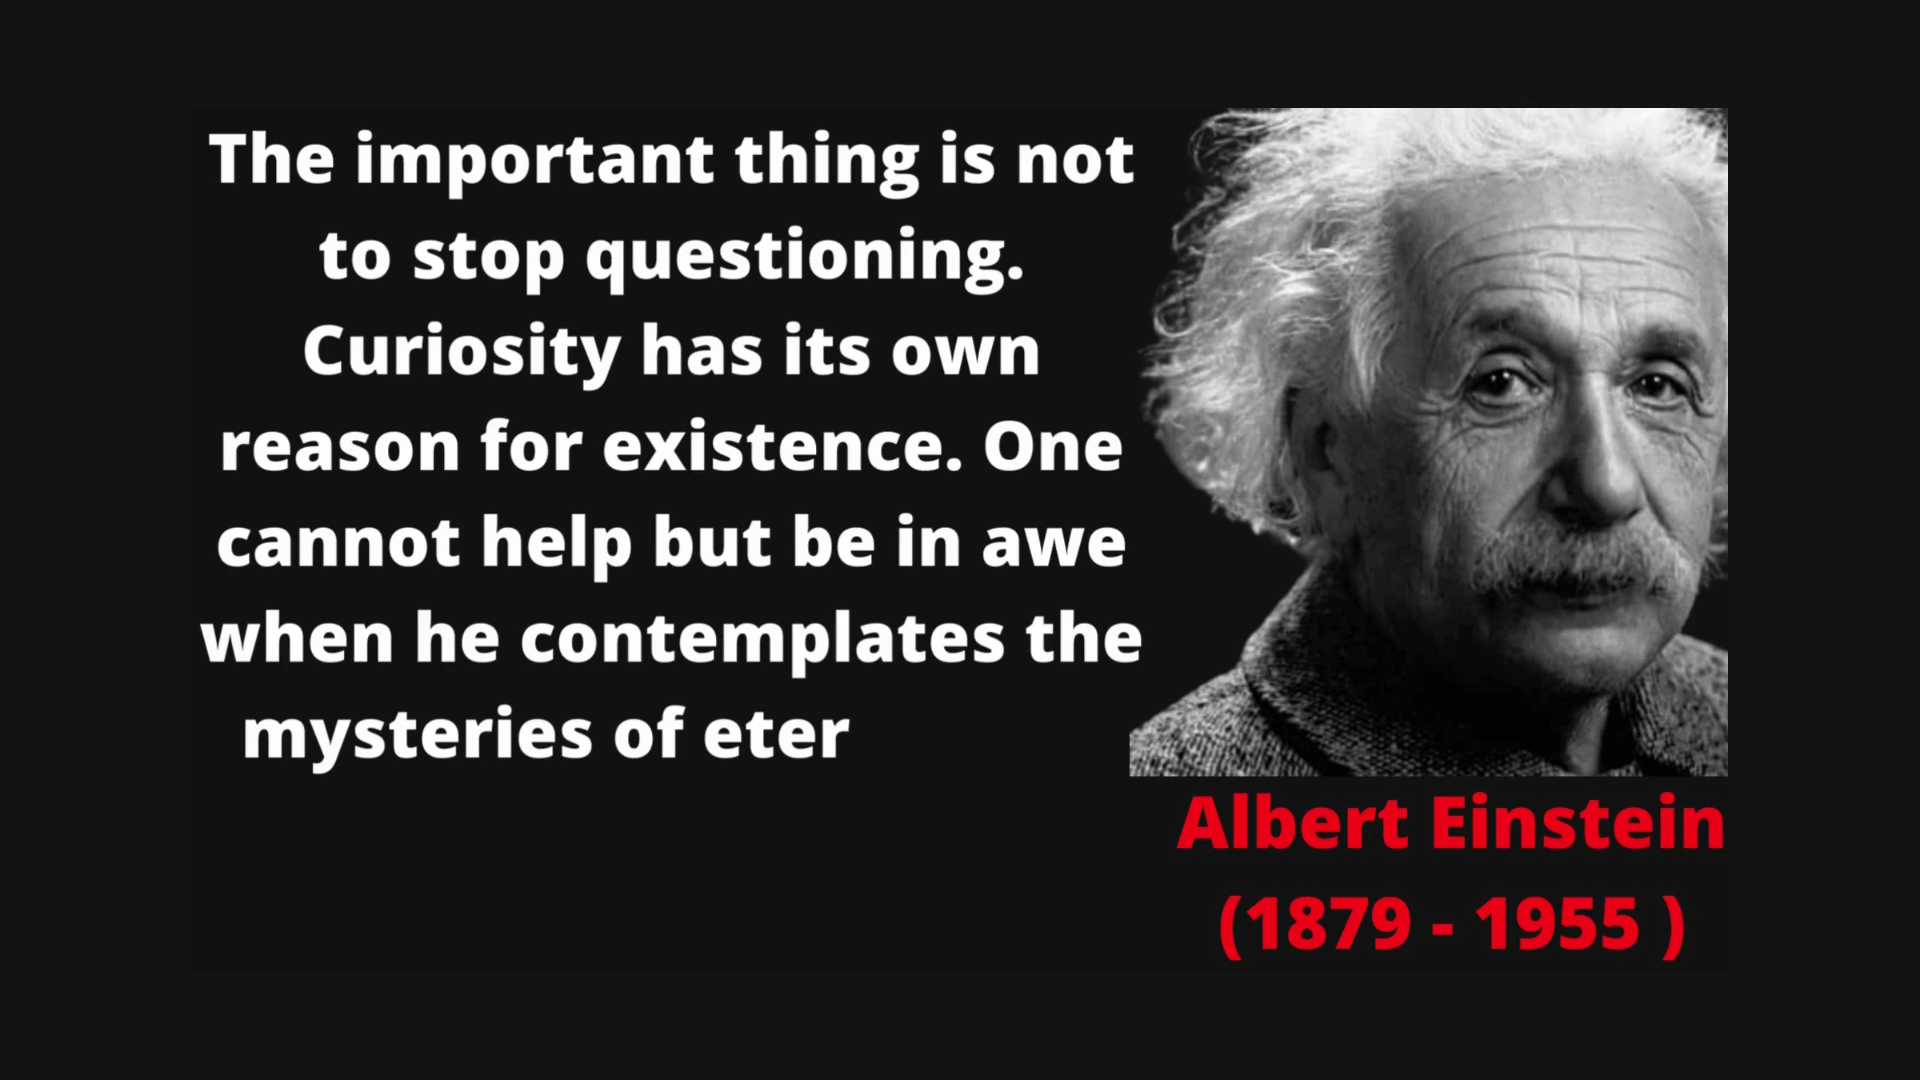 The important thing is not
to stop questioning.
Curiosity has its own
reason for existence. One
cannot help but be in awe
when he contemplates the
mysteries of eter
Albert Einstein
(1879 - 1955 )